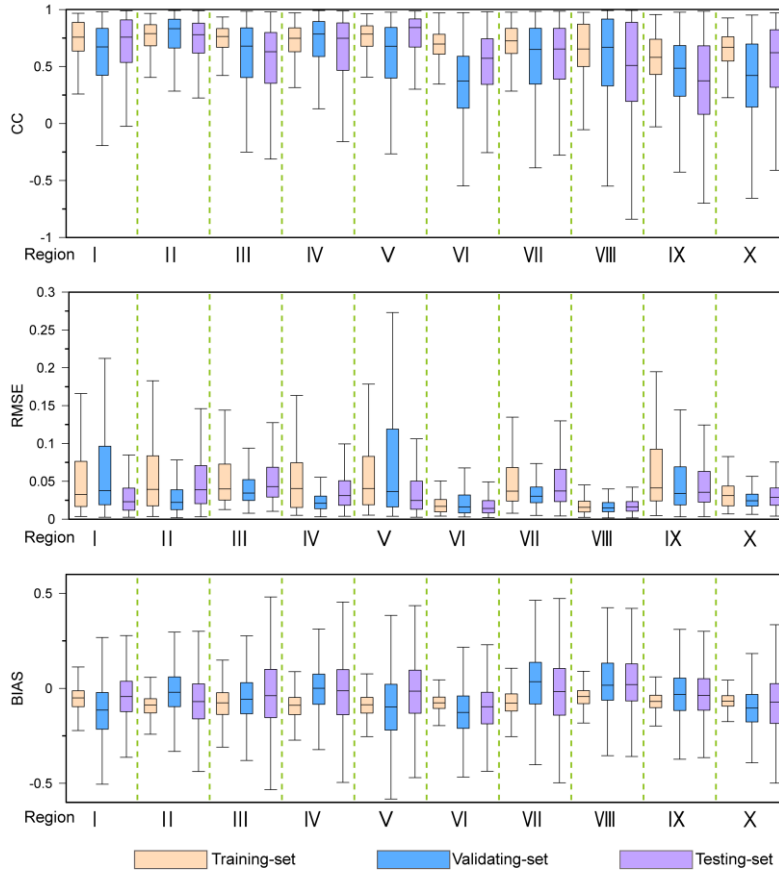 1
0.5
0
-0.5
-1
CC
Region I II III IV V VI VII VIII IX X
0.3
0.25
0.2
0.15
0.1
0.05
0
RMSE
Region I II III IV V VI VII VIII IX X
0.5
0
-0.5
BIAS
Region I II III IV V VI VII VIII IX X
Training-set Validating-set Testing-set